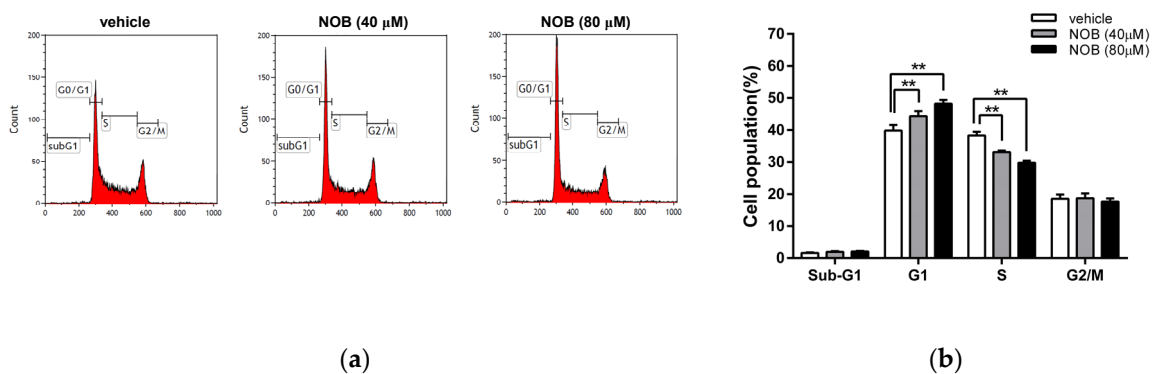 vehicle
200
150
100
50
0
Count
G0/G1
S
G2/M
subG1
0 200 400 600 800 1000
NOB (40 μM)
200
150
100
50
0
Count
G0/G1
S
G2/M
subG1
0 200 400 600 800 1000
NOB (80 μM)
200
150
100
50
0
Count
G0/G1
S
G2/M
subG1
0 200 400 600 800 1000
(a)
vehicle
NOB (40μM)
NOB (80μM)
Cell population(%)
70
60
50
40
30
20
10
0
**
**
**
**
Sub-G1 G1 S G2/M
(b)